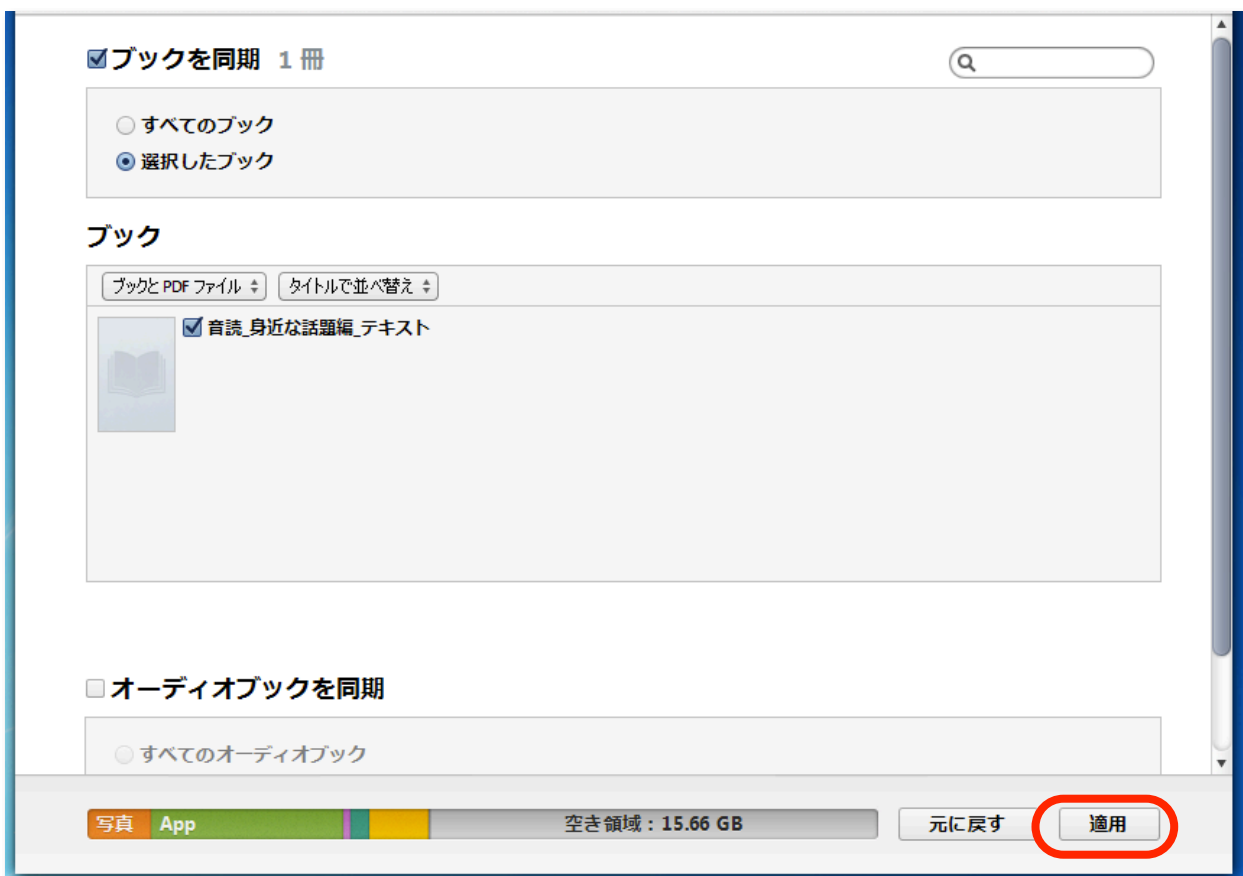 ブックを同期 1 冊
すべてのブック
選択したブック
ブック
ブックと PDF ファイル タイトルで並べ替え
音読_身近な話題編_テキスト
オーディオブックを同期
すべてのオーディオブック
写真 App 空き領域：15.66 GB 元に戻す 適用